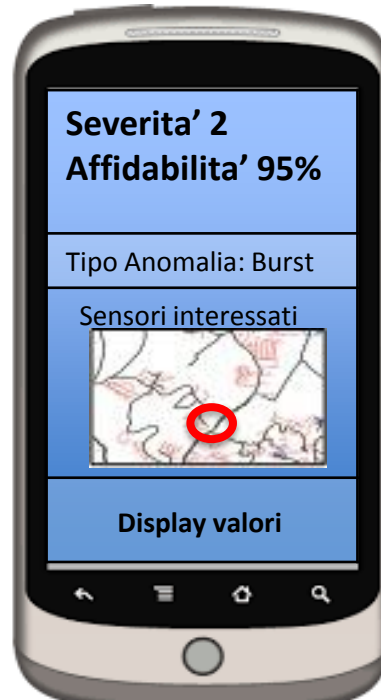 Severita’ 2
Affidabilita’ 95%
Tipo Anomalia: Burst
Sensori interessati
Display valori